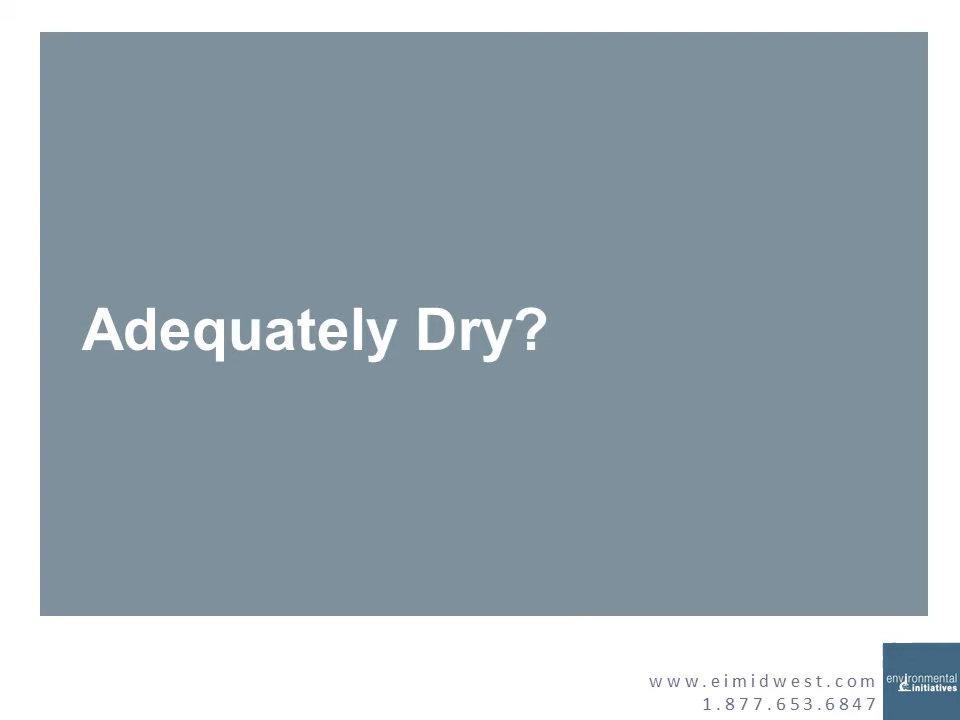 Adequately Dry?
www.eimidwest.com
1.877.653.6847
environmental
initiatives